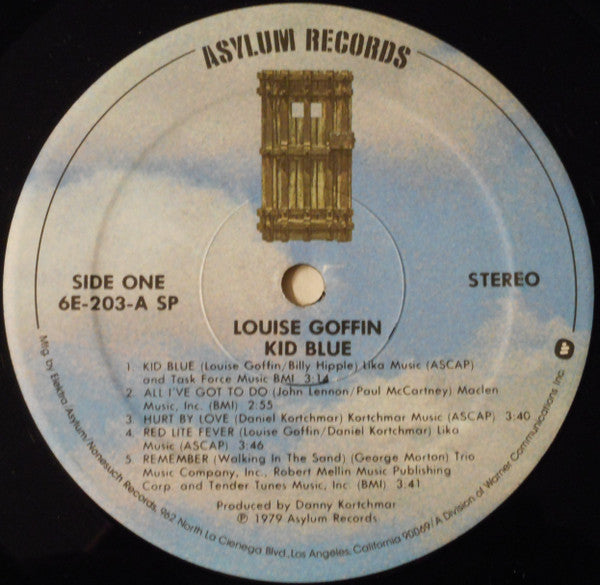 ASYLUM RECORDS
SIDE ONE
6E-203-A SP
STEREO
LOUISE GOFFIN
KID BLUE
1. KID BLUE (Louise Goffin/Billy Hipple) Lika Music (ASCAP)
and Task Force Music BMI 3:14
2. ALL I'VE GOT TO DO (John Lennon/Paul McCartney) Maclen
Music, Inc. (BMI) 2:55
3. HURT BY LOVE (Daniel Kortchmar) Kortchmar Music (ASCAP) 3:40
4. RED LITE FEVER (Louise Goffin/Daniel Kortchmar) Lika
Music (ASCAP) 3:46
5. REMEMBER (Walking In The Sand) (George Morton) Trio
Music Company, Inc., Robert Mellin Music Publishing
Corp. and Tender Tunes Music, Inc. (BMI) 3:41
Produced by Danny Kortchmar
℗ 1979 Asylum Records
Mfg. by Elektra/Asylum/Nonesuch Records, 962 North La Cienega Blvd., Los Angeles, California 90069/A Division of Warner Communications Inc.